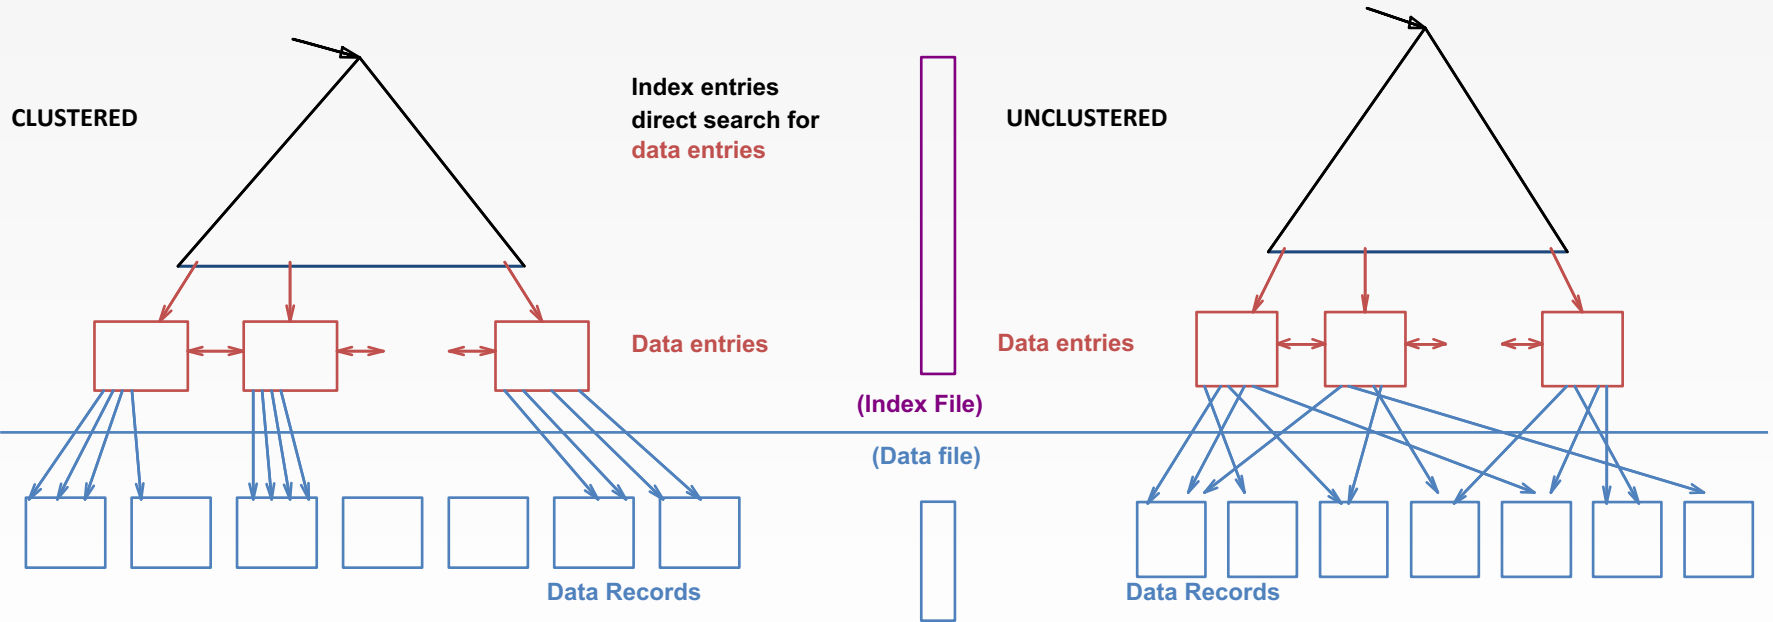 CLUSTERED
Index entries
direct search for
data entries
UNCLUSTERED
Data entries
Data entries
(Index File)
(Data file)
Data Records
Data Records